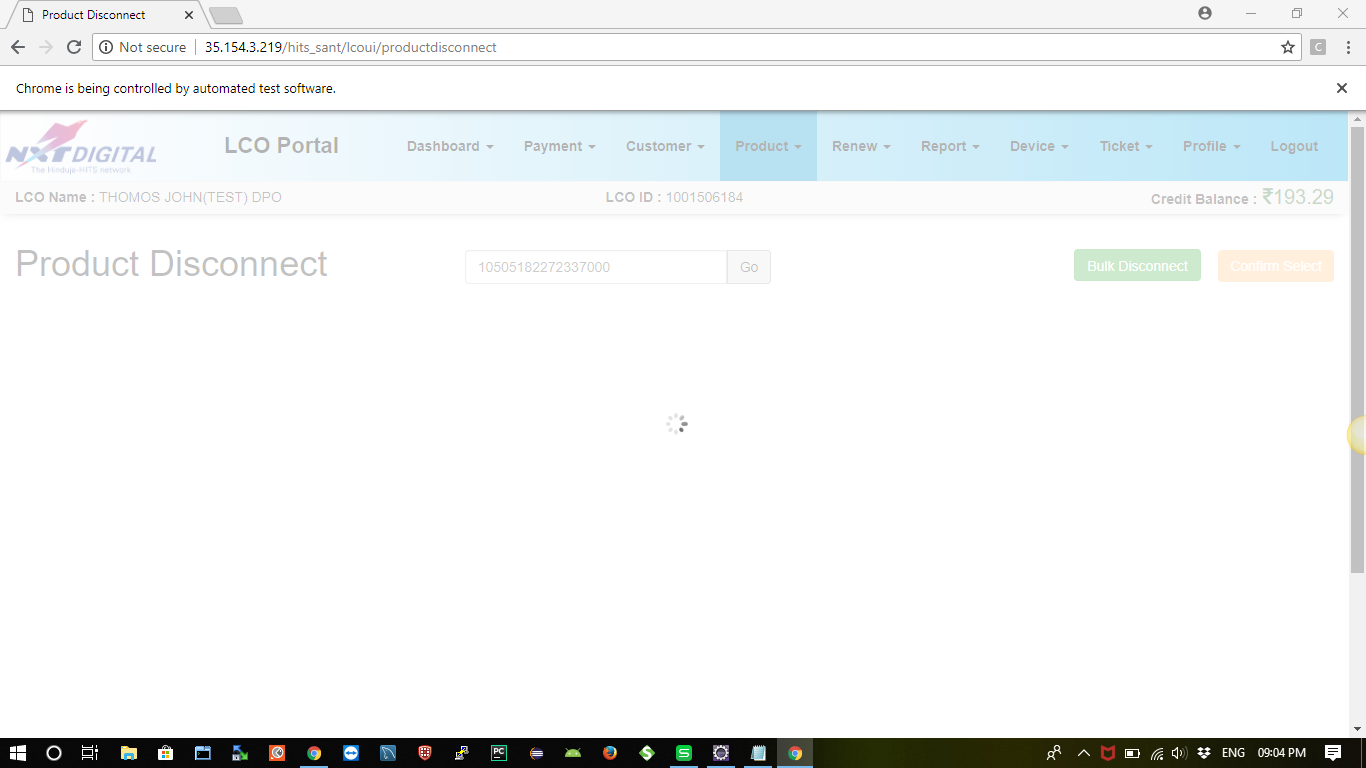 Product Disconnect
Not secure 35.154.3.219/hits_sant/lcoui/productdisconnect C
Chrome is being controlled by automated test software.
NXTDIGITAL
The Hinduja-HITS network
LCO Portal Dashboard Payment Customer Product Renew Report Device Ticket Profile Logout
LCO Name : THOMOS JOHN(TEST) DPO LCO ID : 1001506184 Credit Balance : ₹193.29
Product Disconnect 10505182272337000 Go Bulk Disconnect Confirm Select
PC S S ENG 09:04 PM